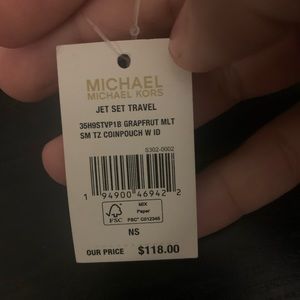 MICHAEL
MICHAEL KORS
JET SET TRAVEL
35H9STVP1B GRAPFRUT MLT
SM TZ COINPOUCH W ID
S302-0002
1 94900 46942 2
FSC
MIX
Paper
FSC® C012345
NS
OUR PRICE $118.00